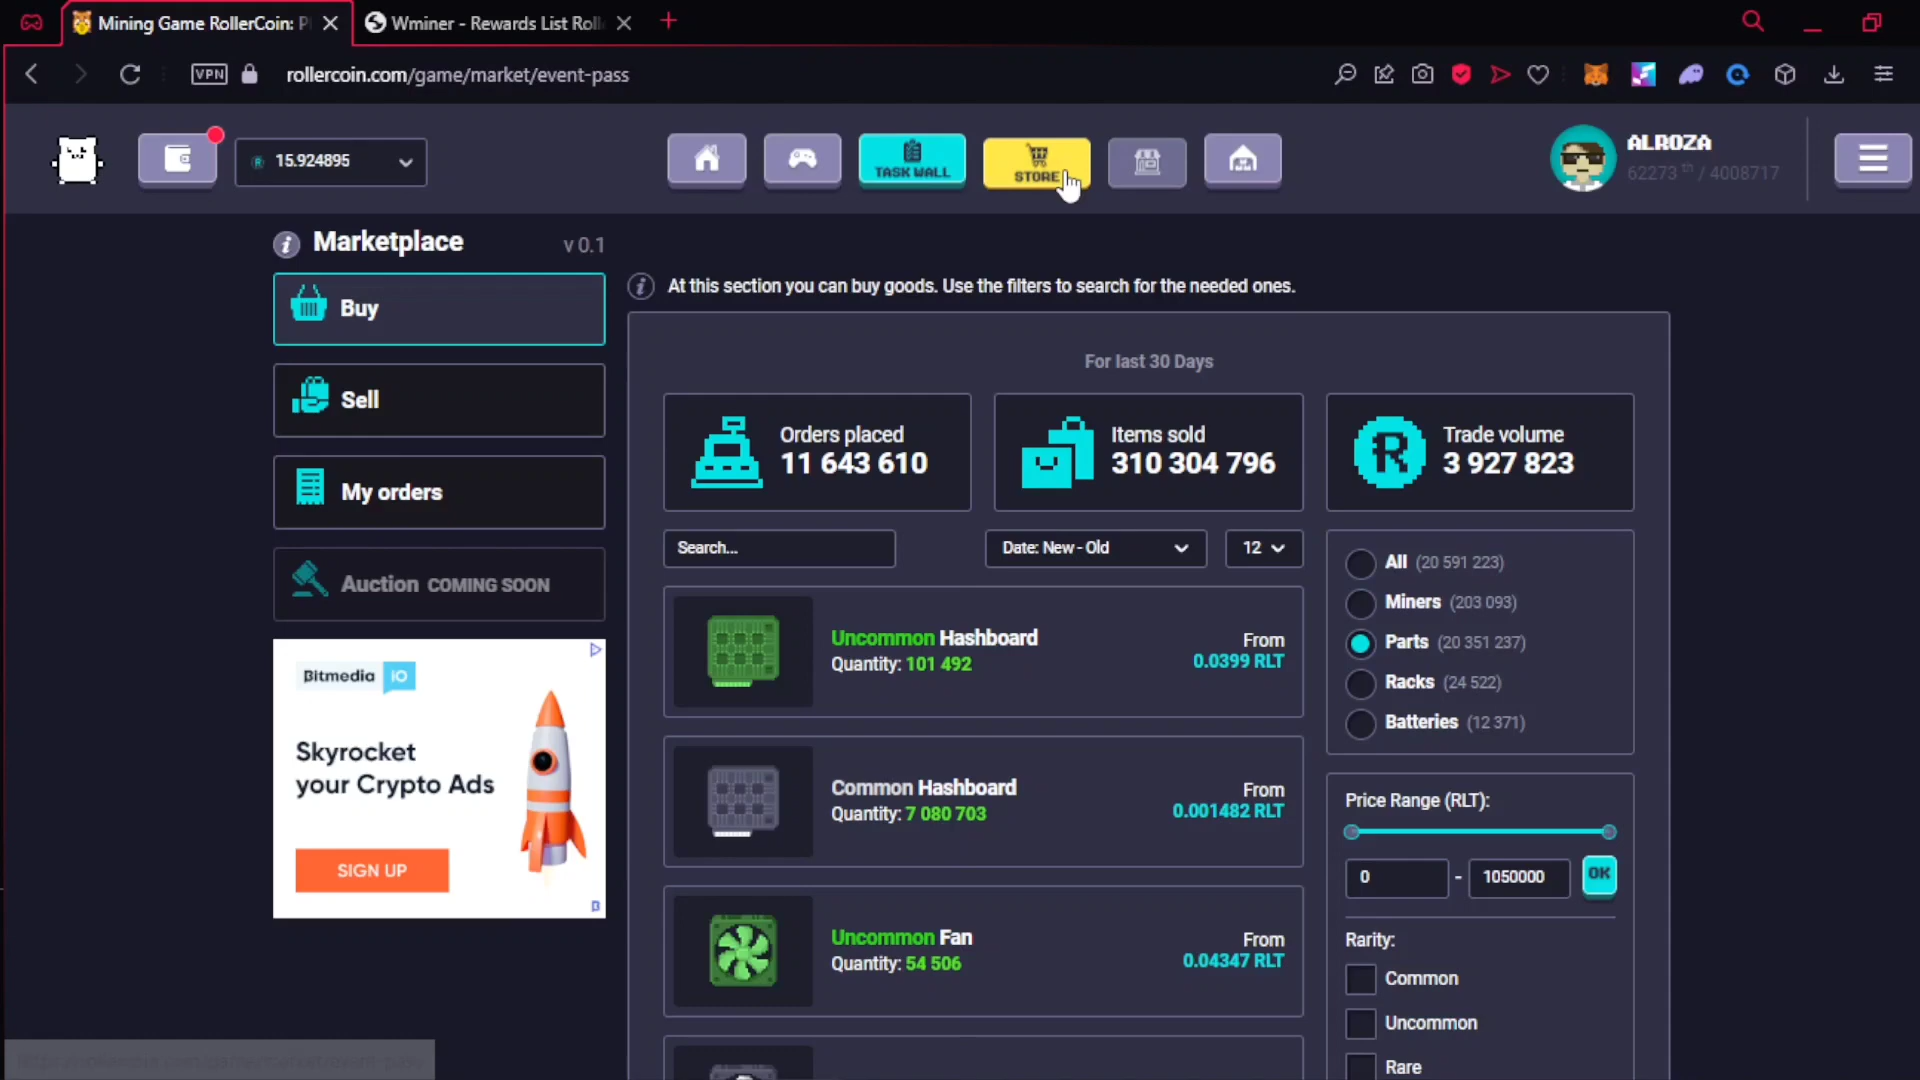 Mining Game RollerCoin: P
Wminer - Rewards List Roll
VPN
rollercoin.com/game/market/event-pass
15.924895
TASK WALL
STORE
ALROZA
62273 th / 4008717
Marketplace
v 0.1
Buy
Sell
My orders
Auction COMING SOON
Bitmedia IO
Skyrocket
your Crypto Ads
SIGN UP
At this section you can buy goods. Use the filters to search for the needed ones.
For last 30 Days
Orders placed
11 643 610
Items sold
310 304 796
Trade volume
3 927 823
Search...
Date: New - Old
12
Uncommon Hashboard
Quantity: 101 492
From
0.0399 RLT
Common Hashboard
Quantity: 7 080 703
From
0.001482 RLT
Uncommon Fan
Quantity: 54 506
From
0.04347 RLT
All (20 591 223)
Miners (203 093)
Parts (20 351 237)
Racks (24 522)
Batteries (12 371)
Price Range (RLT):
0 - 1050000 OK
Rarity:
Common
Uncommon
Rare